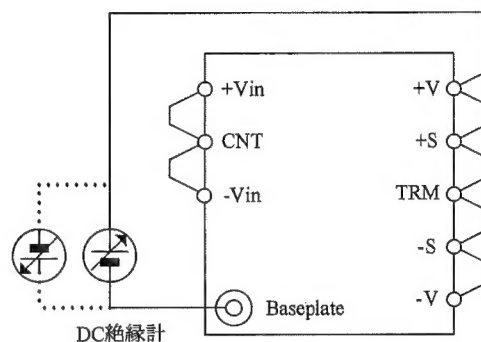 +Vin
CNT
-Vin
+V
+S
TRM
-S
-V
Baseplate
DC絶縁計